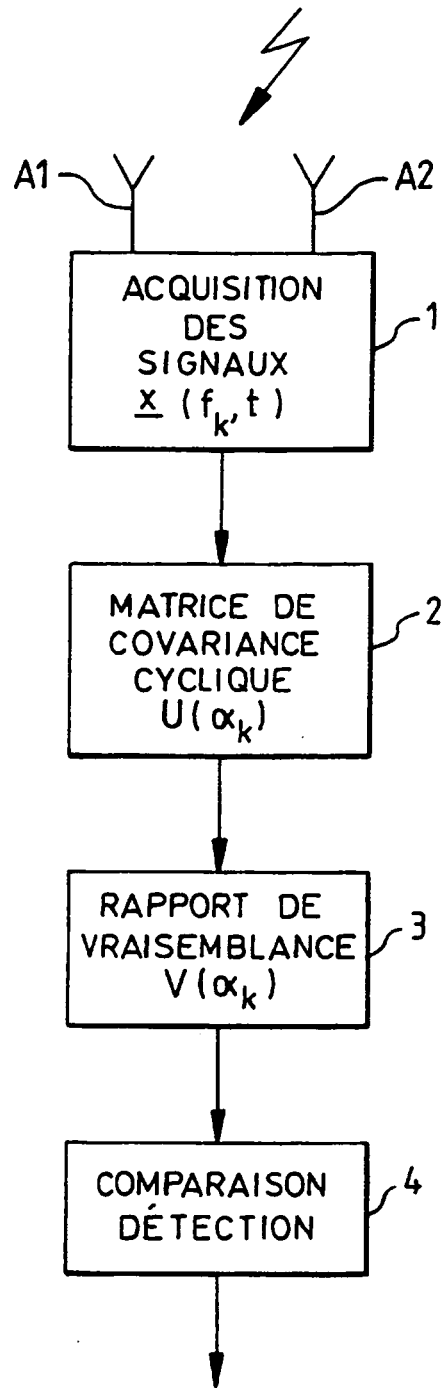 A1
A2
ACQUISITION
DES
SIGNAUX
x (fk, t)
1
MATRICE DE
COVARIANCE
CYCLIQUE
U(αk)
2
RAPPORT DE
VRAISEMBLANCE
V(αk)
3
COMPARAISON
DÉTECTION
4